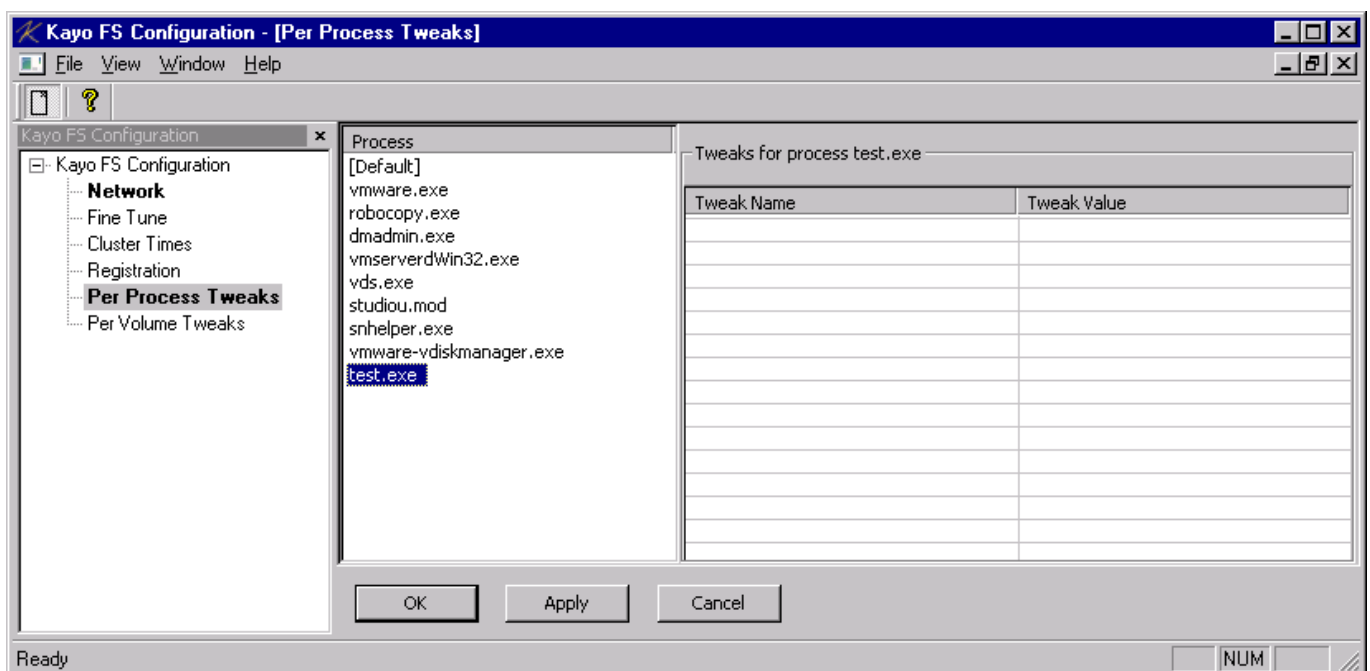 Kayo FS Configuration - [Per Process Tweaks]
File View Window Help
Kayo FS Configuration
Kayo FS Configuration
Network
Fine Tune
Cluster Times
Registration
Per Process Tweaks
Per Volume Tweaks
Process
[Default]
vmware.exe
robocopy.exe
dmadmin.exe
vmserverdWin32.exe
vds.exe
studiou.mod
snhelper.exe
vmware-vdiskmanager.exe
test.exe
Tweaks for process test.exe
Tweak Name Tweak Value
OK Apply Cancel
Ready NUM